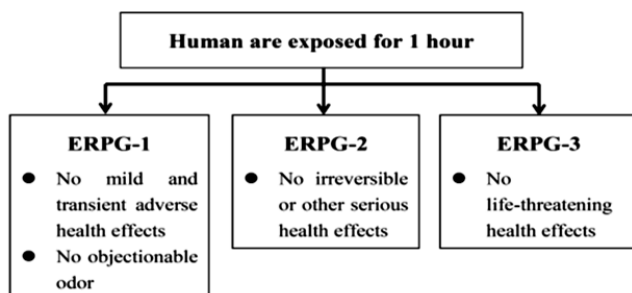 Human are exposed for 1 hour
ERPG-1
● No mild and
transient adverse
health effects
● No objectionable
odor
ERPG-2
● No irreversible
or other serious
health effects
ERPG-3
● No
life-threatening
health effects